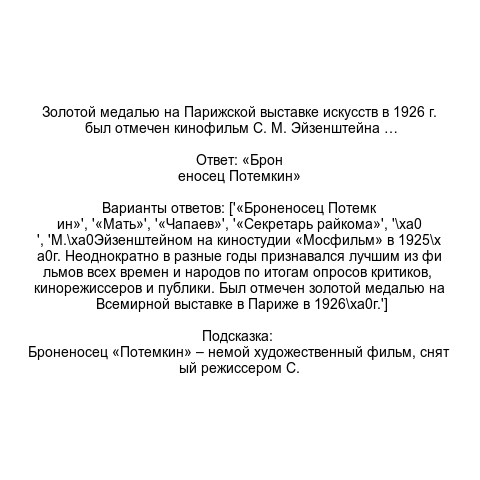 Золотой медалью на Парижской выставке искусств в 1926 г.
был отмечен кинофильм С. М. Эйзенштейна …
Ответ: «Брон
еносец Потемкин»
Варианты ответов: ['«Броненосец Потемк
ин»', '«Мать»', '«Чапаев»', '«Секретарь райкома»', '\xa0
', 'М.\xa0Эйзенштейном на киностудии «Мосфильм» в 1925\x
a0г. Неоднократно в разные годы признавался лучшим из фи
льмов всех времен и народов по итогам опросов критиков,
кинорежиссеров и публики. Был отмечен золотой медалью на
Всемирной выставке в Париже в 1926\xa0г.']
Подсказка:
Броненосец «Потемкин» – немой художественный фильм, снят
ый режиссером С.